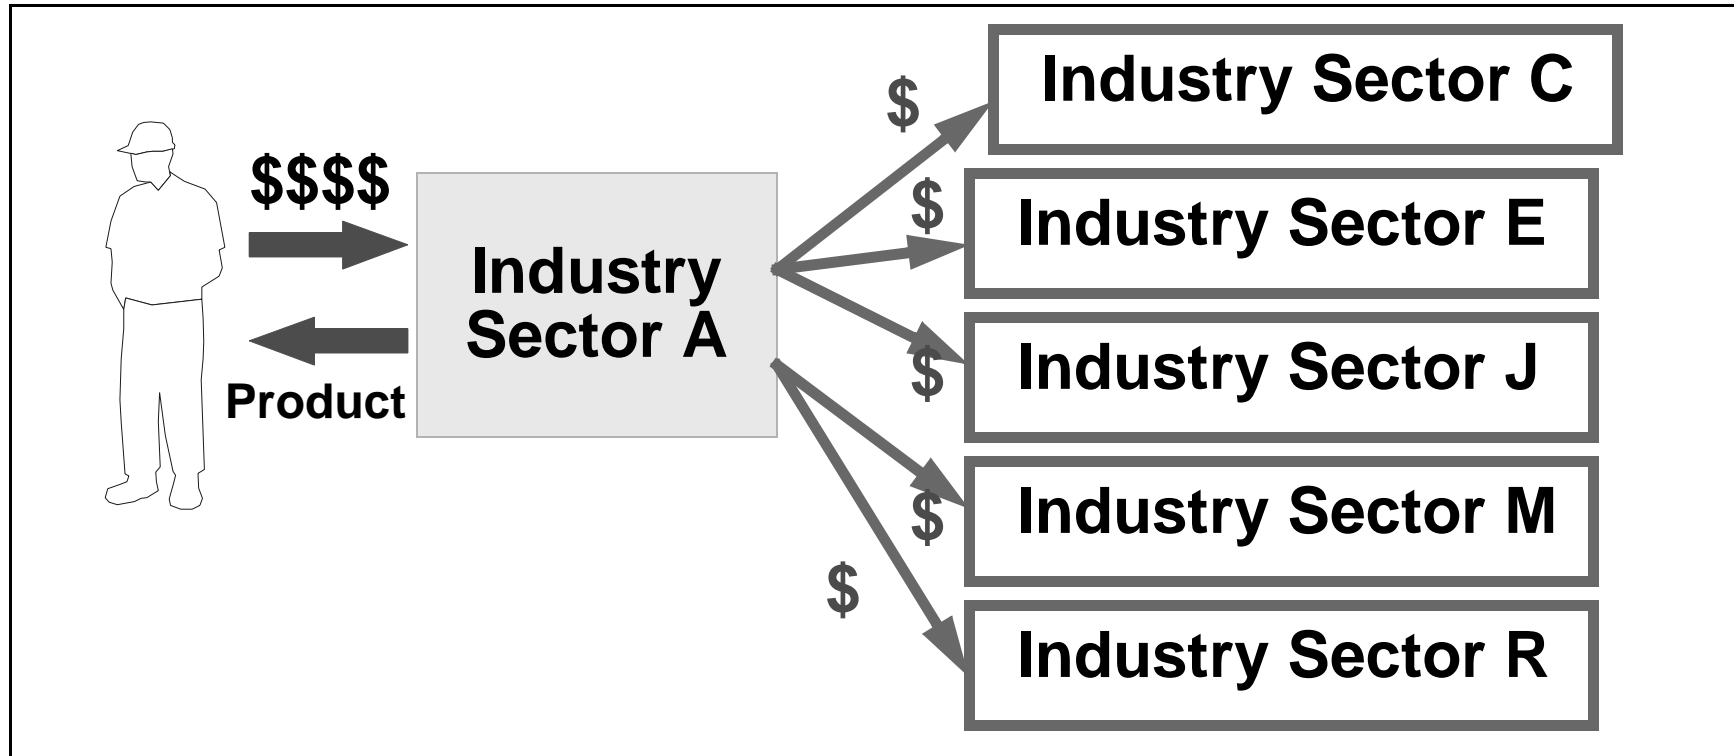 $$$$
Product
Industry
Sector A
$
Industry Sector C
$
Industry Sector E
$
Industry Sector J
$
Industry Sector M
$
Industry Sector R